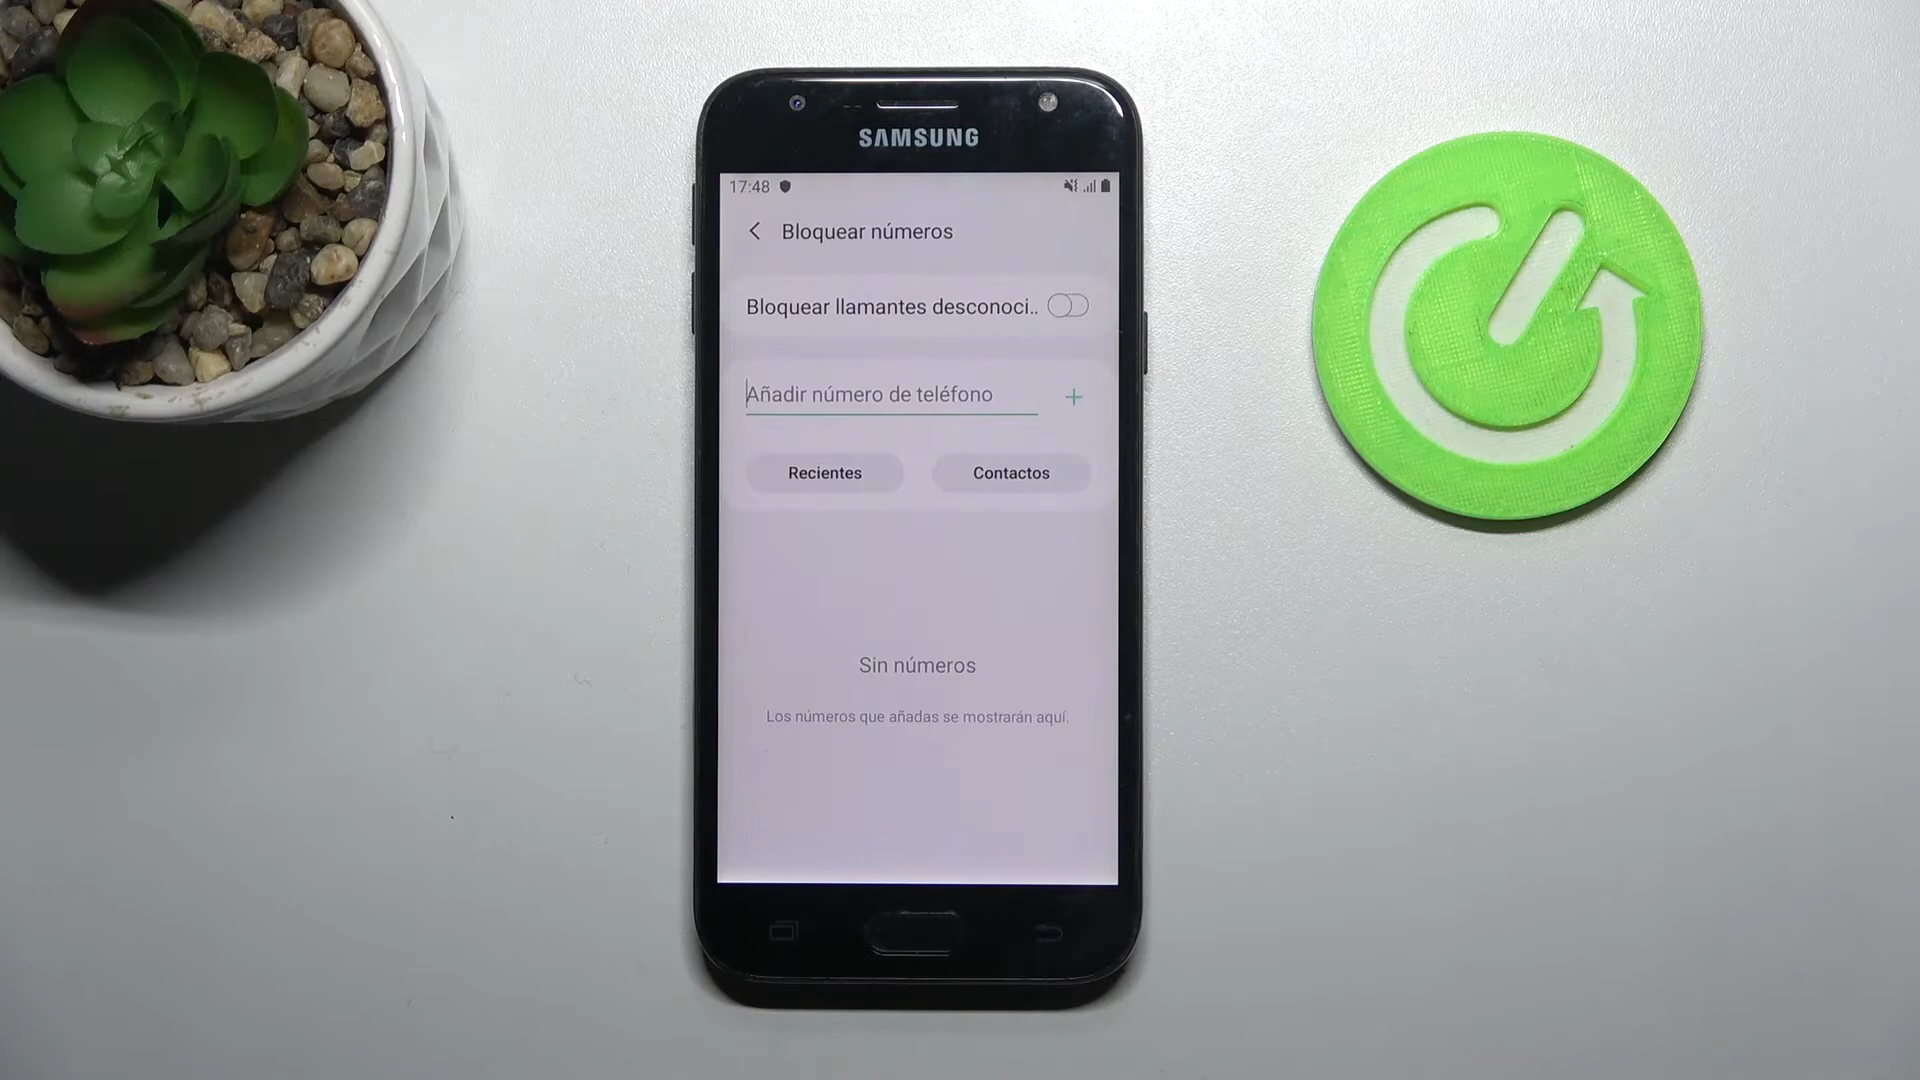 SAMSUNG
17:48
Bloquear números
Bloquear llamantes desconoci..
Añadir número de teléfono
Recientes
Contactos
Sin números
Los números que añadas se mostrarán aquí.